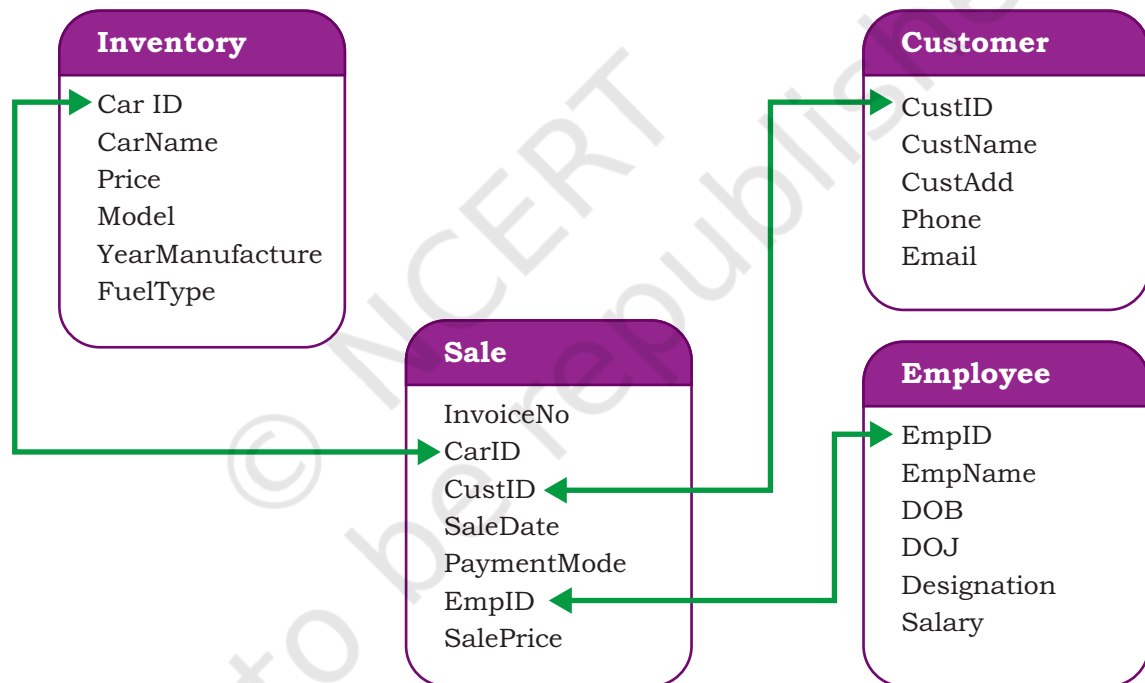 Inventory
Car ID
CarName
Price
Model
YearManufacture
FuelType
Customer
CustID
CustName
CustAdd
Phone
Email
Sale
InvoiceNo
CarID
CustID
SaleDate
PaymentMode
EmpID
SalePrice
Employee
EmpID
EmpName
DOB
DOJ
Designation
Salary
© NCERT
to be republishe